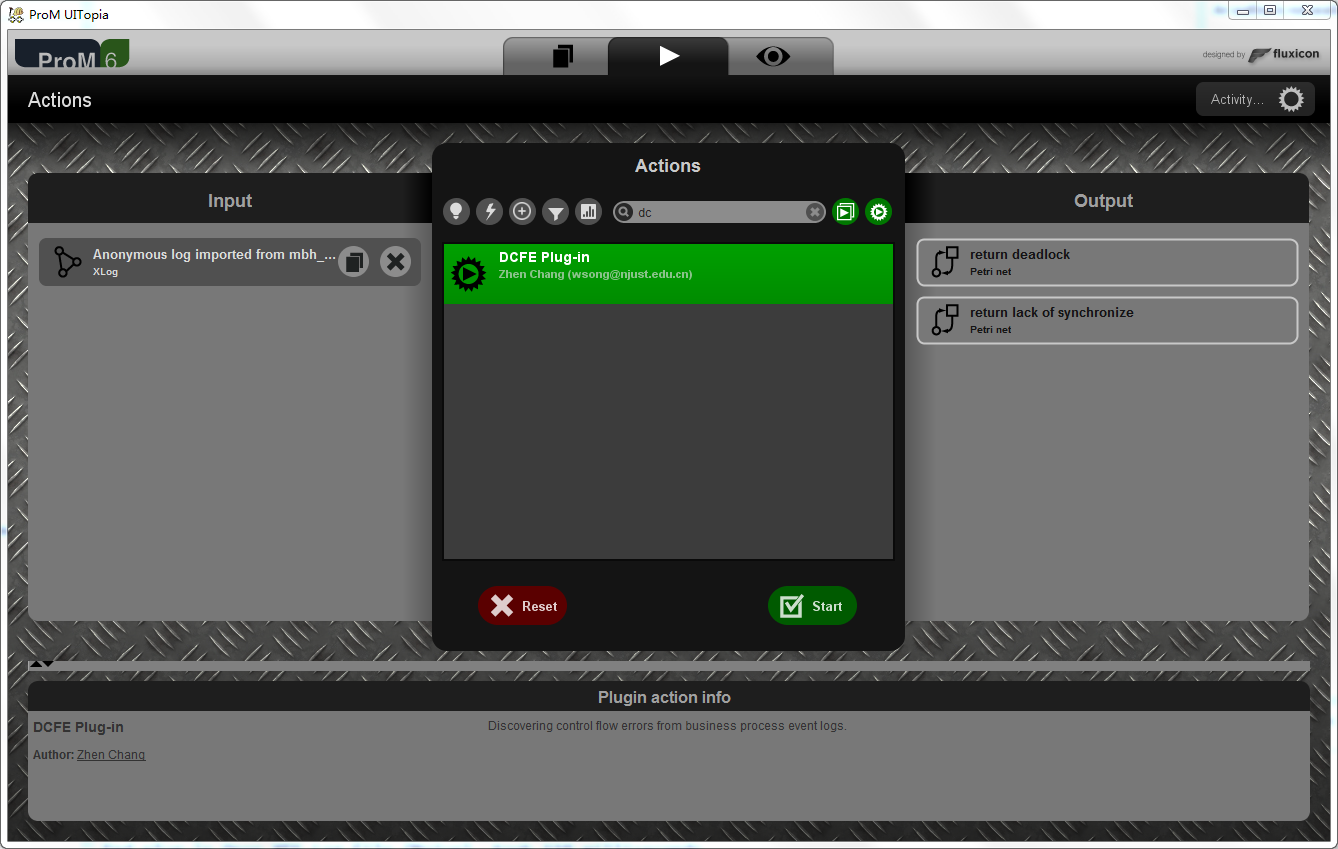 ProM UITopia
ProM 6
designed by fluxicon
Actions
Activity...
Input
Anonymous log imported from mbh_...
XLog
Actions
dc
DCFE Plug-in
Zhen Chang (wsong@njust.edu.cn)
Reset
Start
Output
return deadlock
Petri net
return lack of synchronize
Petri net
Plugin action info
DCFE Plug-in
Discovering control flow errors from business process event logs.
Author: Zhen Chang